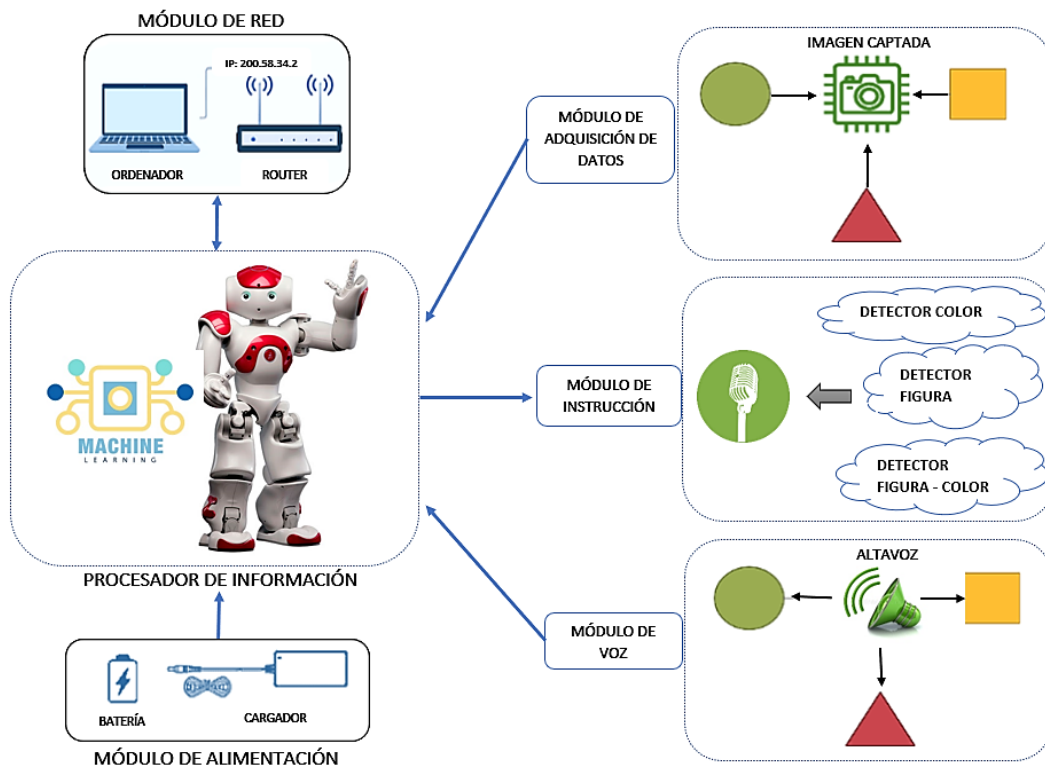 MÓDULO DE RED
IP: 200.58.34.2
ORDENADOR
ROUTER
MACHINE
LEARNING
PROCESADOR DE INFORMACIÓN
BATERÍA
CARGADOR
MÓDULO DE ALIMENTACIÓN
MÓDULO DE
ADQUISICIÓN DE
DATOS
IMAGEN CAPTADA
MÓDULO DE
INSTRUCCIÓN
DETECTOR COLOR
DETECTOR
FIGURA
DETECTOR
FIGURA - COLOR
MÓDULO DE
VOZ
ALTAVOZ